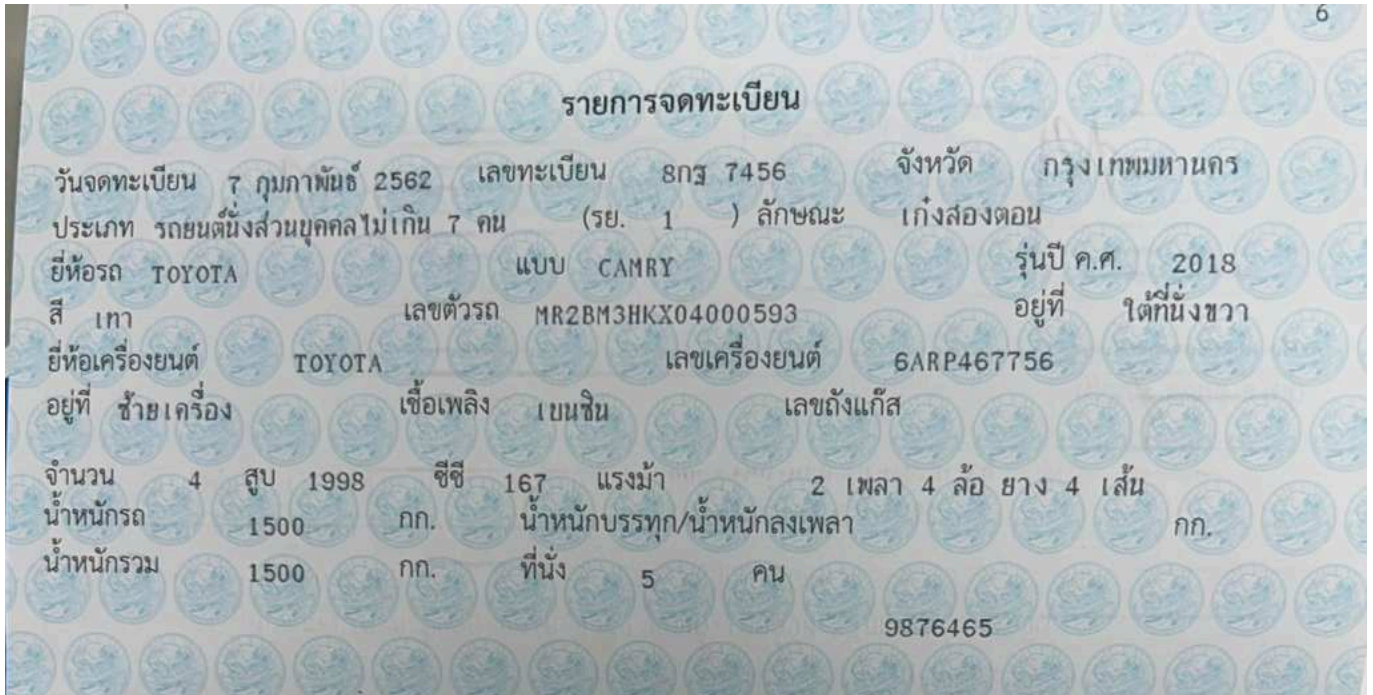 6
รายการจดทะเบียน
วันจดทะเบียน 7 กุมภาพันธ์ 2562 เลขทะเบียน 8กฐ 7456 จังหวัด กรุงเทพมหานคร
ประเภท รถยนต์นั่งส่วนบุคคลไม่เกิน 7 คน (รย. 1 ) ลักษณะ เก๋งสองตอน
ยี่ห้อรถ TOYOTA แบบ CAMRY รุ่นปี ค.ศ. 2018
สี เทา เลขตัวรถ MR2BM3HKX04000593 อยู่ที่ ใต้ที่นั่งขวา
ยี่ห้อเครื่องยนต์ TOYOTA เลขเครื่องยนต์ 6ARP467756
อยู่ที่ ซ้ายเครื่อง เชื้อเพลิง เบนซิน เลขถังแก๊ส
จำนวน 4 สูบ 1998 ซีซี 167 แรงม้า 2 เพลา 4 ล้อ ยาง 4 เส้น
น้ำหนักรถ 1500 กก. น้ำหนักบรรทุก/น้ำหนักลงเพลา กก.
น้ำหนักรวม 1500 กก. ที่นั่ง 5 คน
9876465